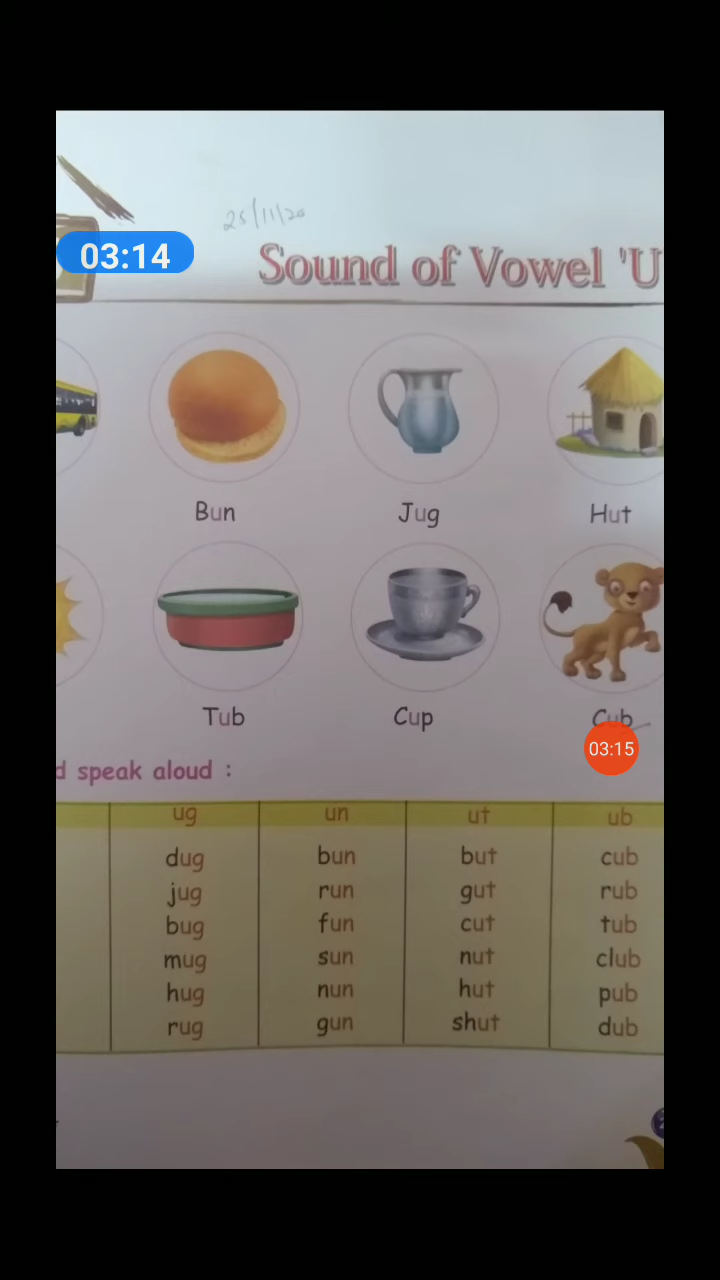 25/11/20
03:14
Sound of Vowel 'U
Bun Jug Hut
Tub Cup Cub
03:15
d speak aloud :
ug un ut ub
dug bun but cub
jug run gut rub
bug fun cut tub
mug sun nut club
hug nun hut pub
rug gun shut dub